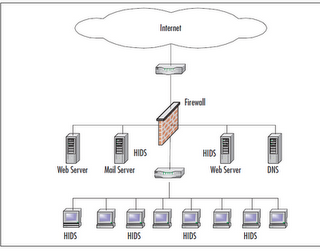 Internet
Firewall
HIDS HIDS
Web Server Mail Server Web Server DNS
HIDS HIDS HIDS HIDS